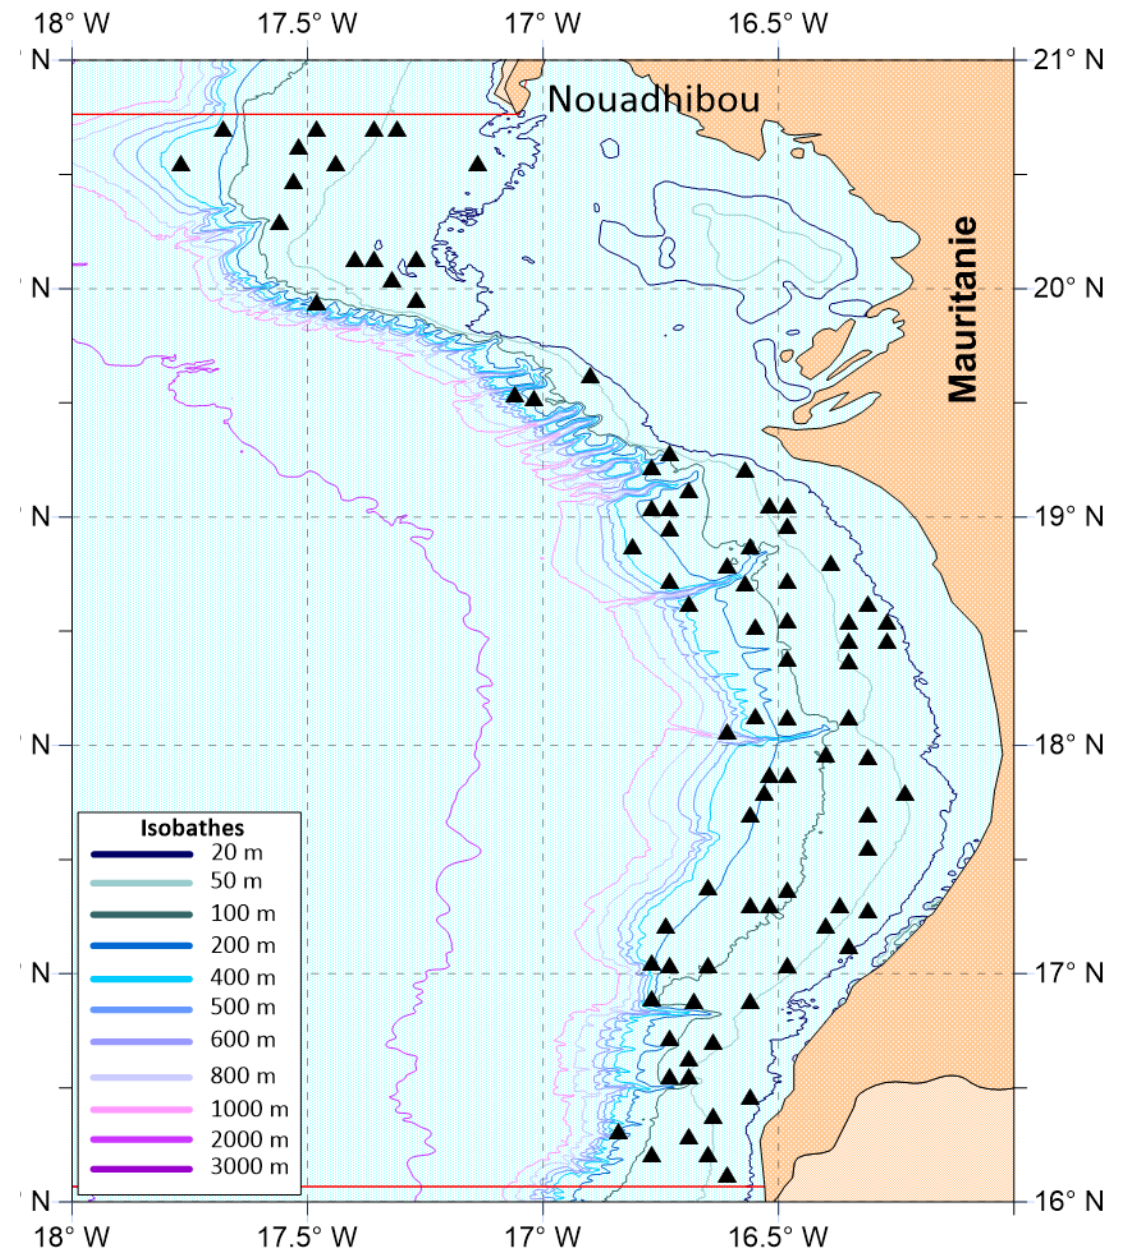 18° W 17.5° W 17° W 16.5° W
' N 21° N
Nouadhibou
Mauritanie
' N 20° N
' N 19° N
' N 18° N
Isobathes
20 m
50 m
100 m
200 m
400 m
500 m
600 m
800 m
1000 m
2000 m
3000 m
' N 17° N
' N 16° N
18° W 17.5° W 17° W 16.5° W